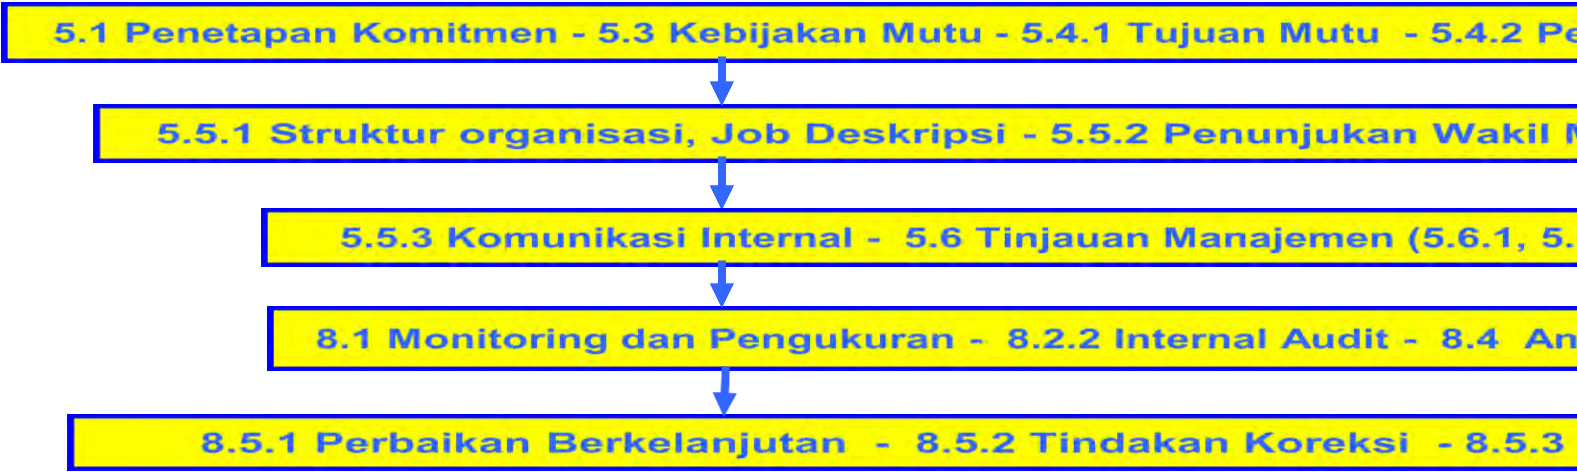 5.1 Penetapan Komitmen - 5.3 Kebijakan Mutu - 5.4.1 Tujuan Mutu - 5.4.2
5.5.1 Struktur organisasi, Job Deskripsi - 5.5.2 Penunjukan Wakil
5.5.3 Komunikasi Internal - 5.6 Tinjauan Manajemen (5.6.1, 5.
8.1 Monitoring dan Pengukuran - 8.2.2 Internal Audit - 8.4
8.5.1 Perbaikan Berkelanjutan - 8.5.2 Tindakan Koreksi - 8.5.3